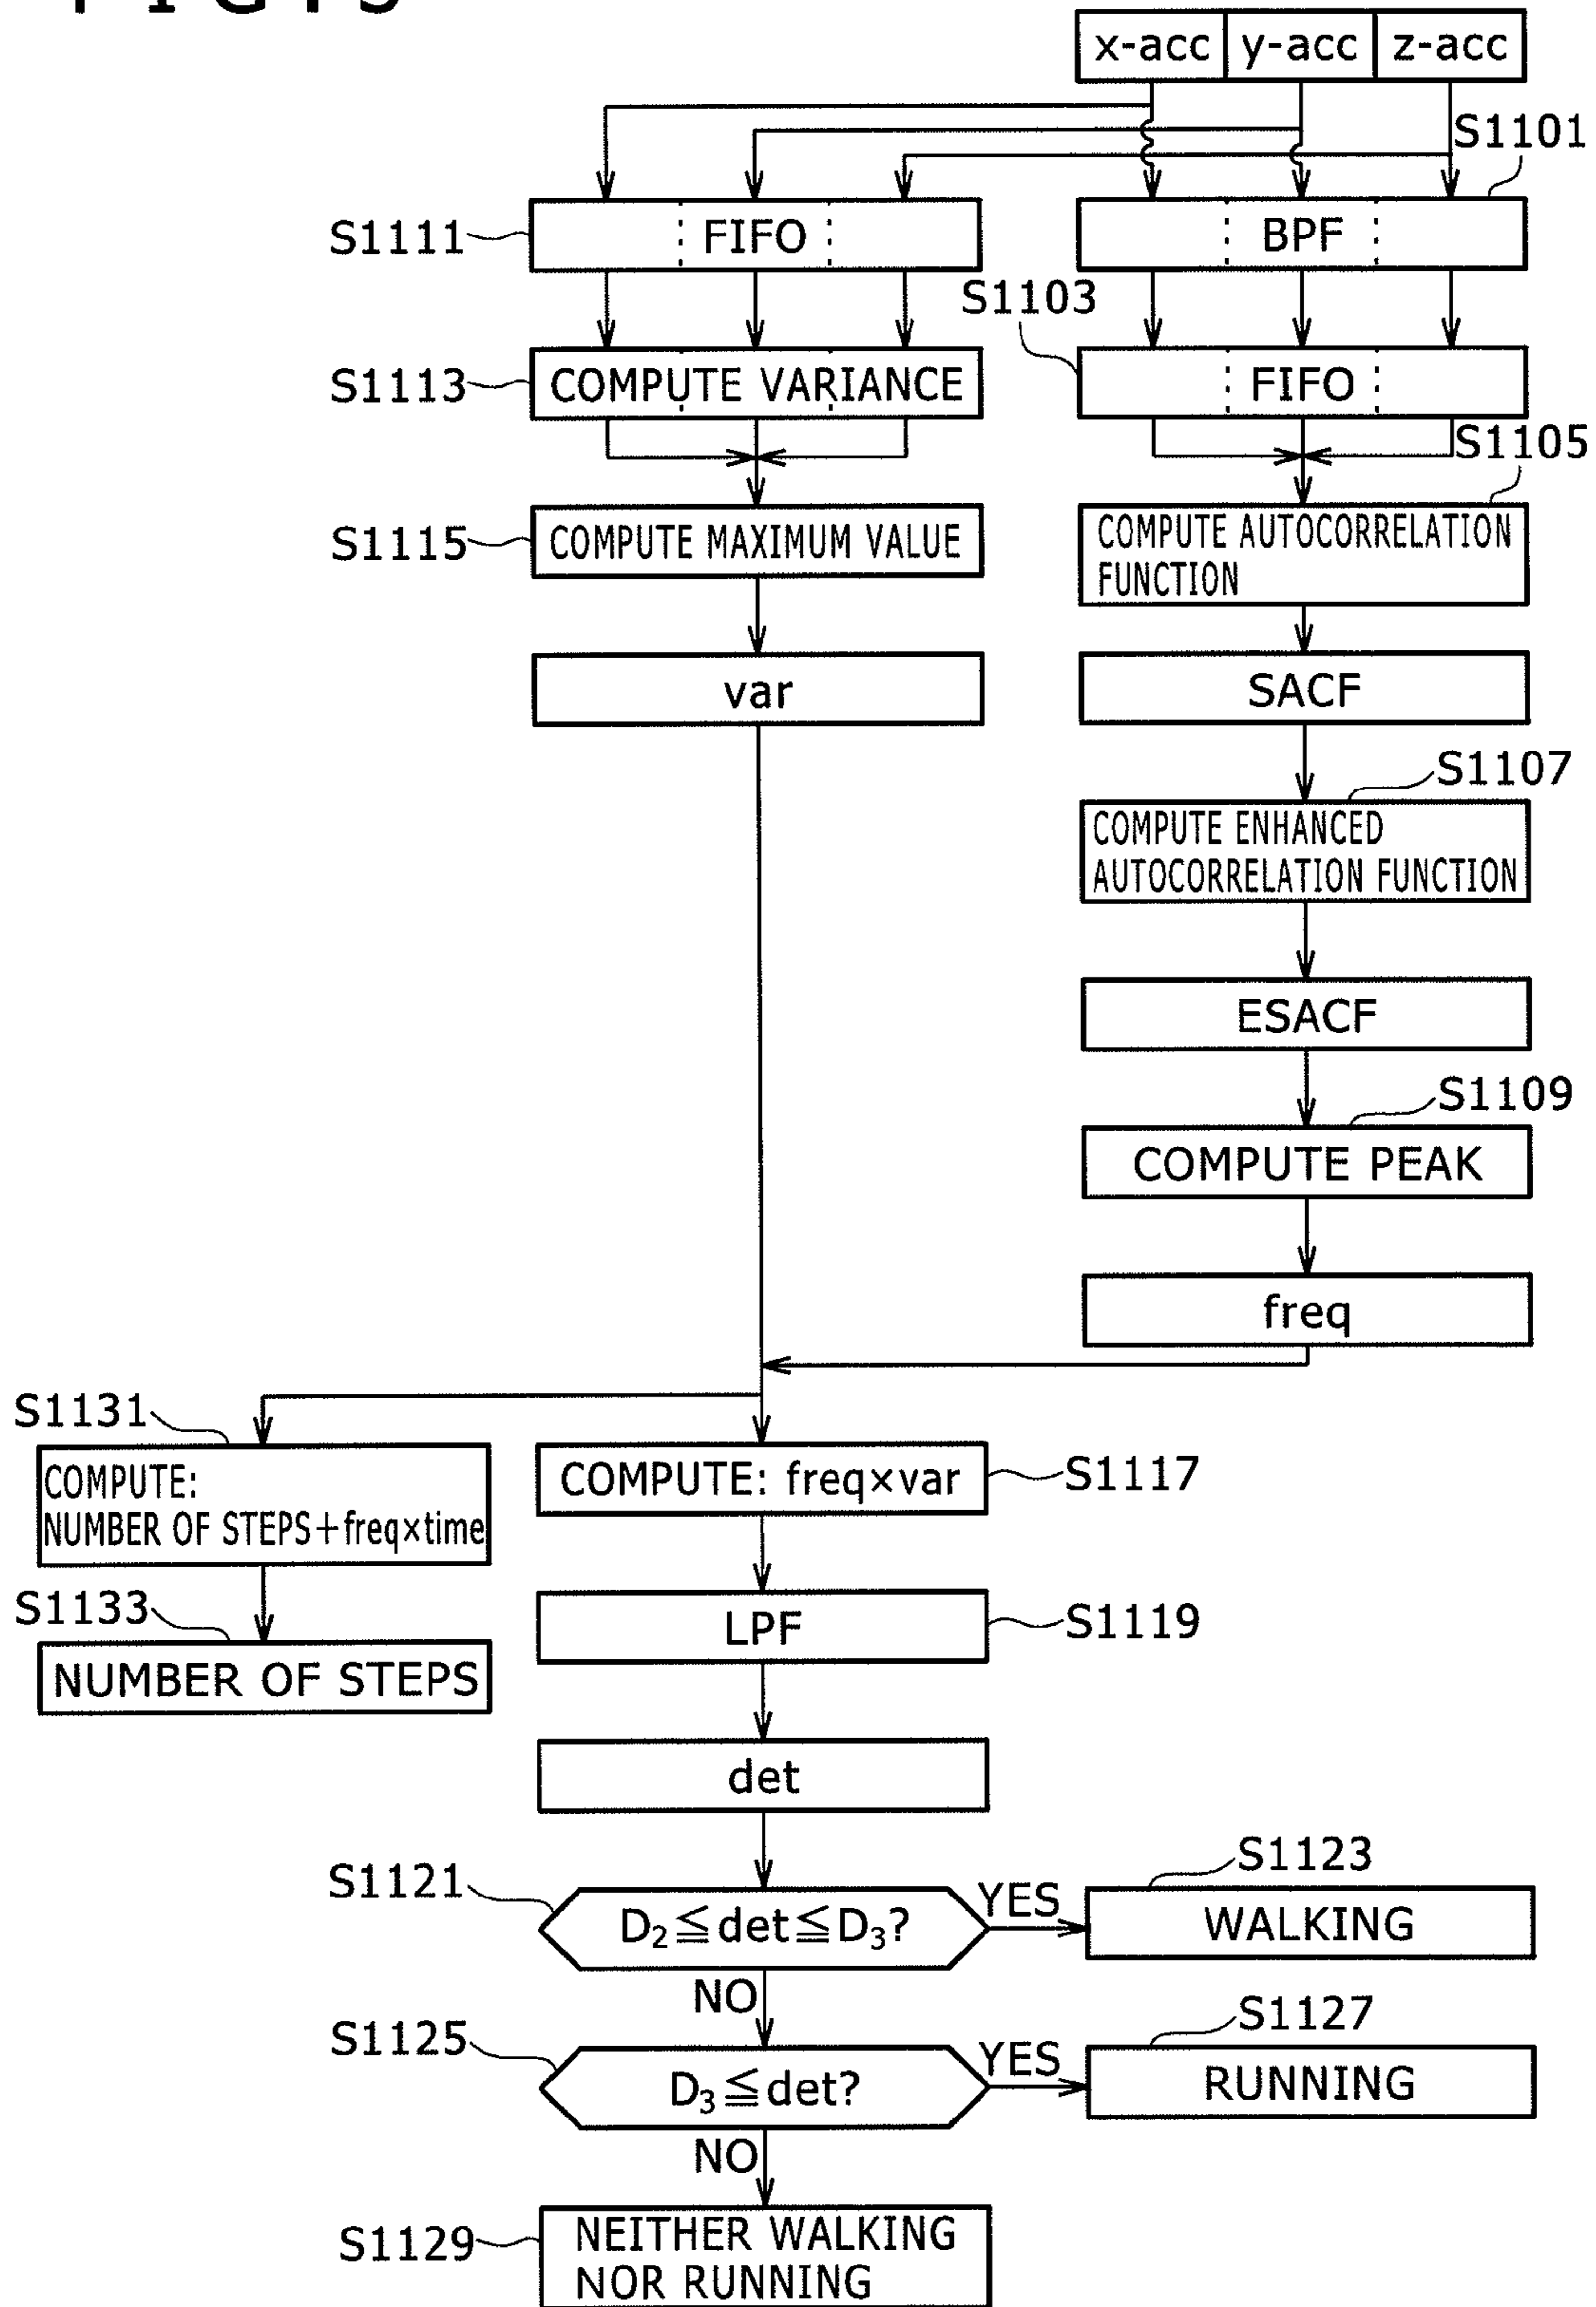 x-acc y-acc z-acc
S1101
S1111 FIFO BPF
S1103
S1113 COMPUTE VARIANCE FIFO
S1105
S1115 COMPUTE MAXIMUM VALUE
COMPUTE AUTOCORRELATION
FUNCTION
var
SACF
S1107
COMPUTE ENHANCED
AUTOCORRELATION FUNCTION
ESACF
S1109
COMPUTE PEAK
freq
S1131
COMPUTE:
NUMBER OF STEPS+freq×time
COMPUTE: freq×var S1117
S1133
NUMBER OF STEPS
LPF S1119
det
S1121
D₂≦det≦D₃?
YES
S1123
WALKING
NO
S1125
D₃≦det?
YES
S1127
RUNNING
NO
S1129
NEITHER WALKING
NOR RUNNING